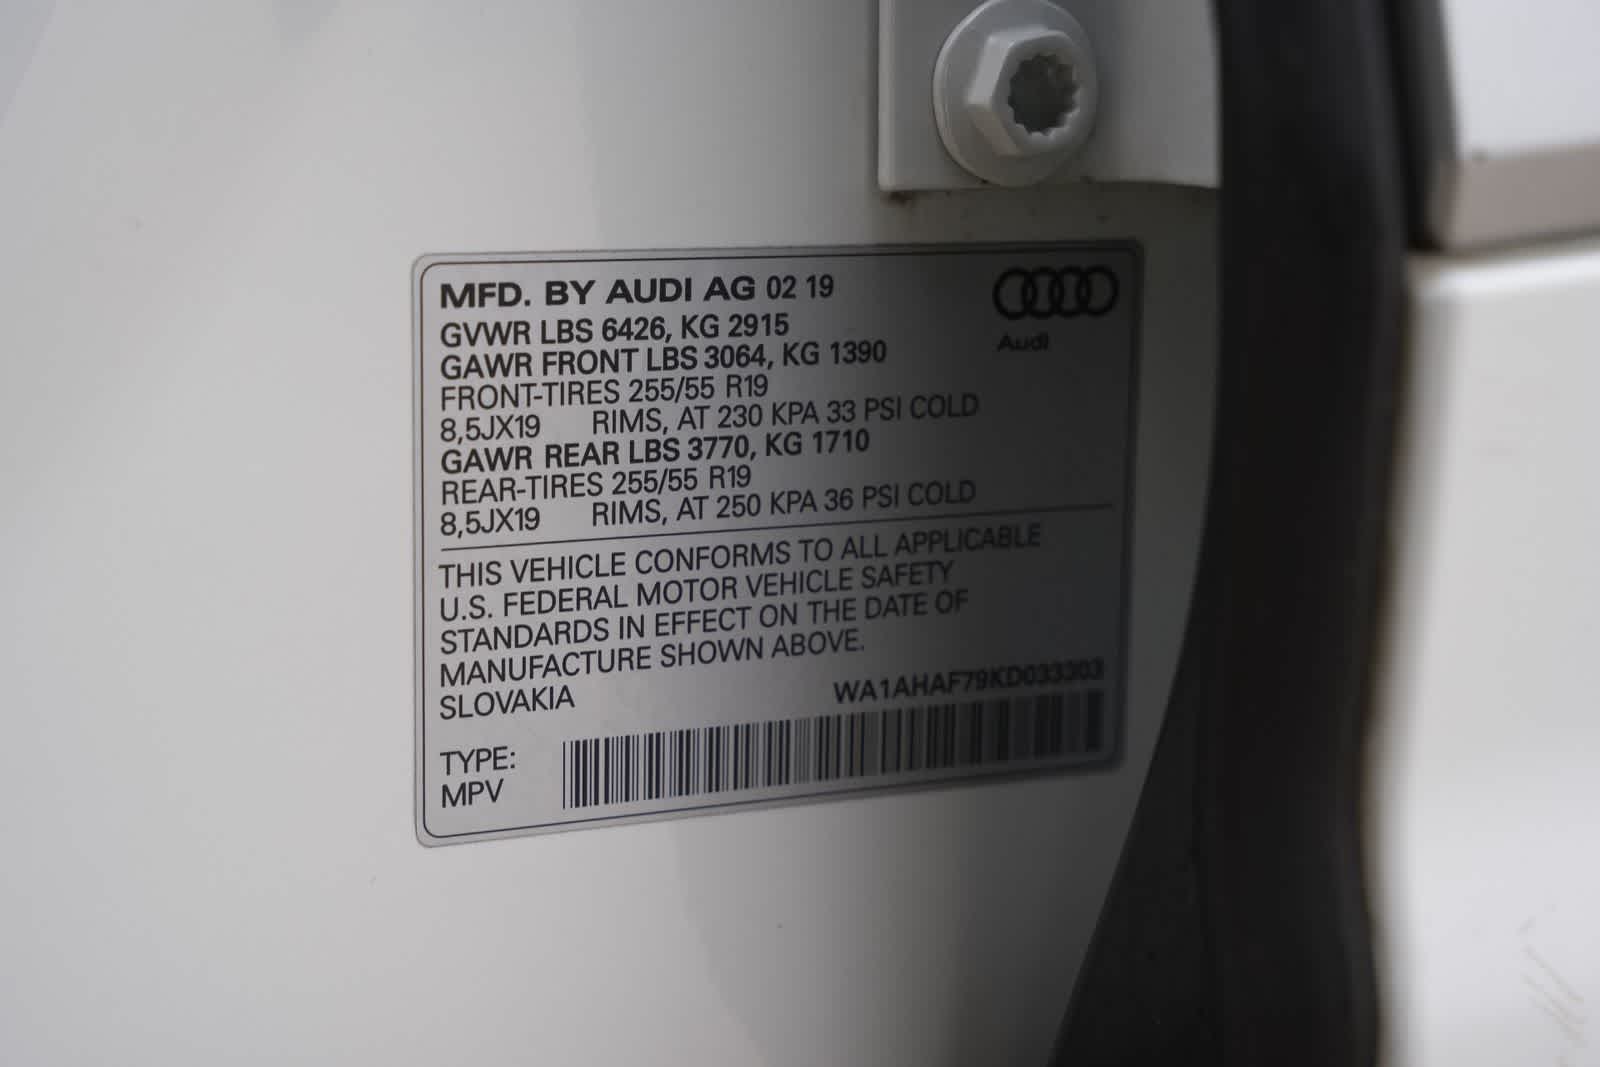 MFD. BY AUDI AG 02 19
Audi
GVWR LBS 6426, KG 2915
GAWR FRONT LBS 3064, KG 1390
FRONT-TIRES 255/55 R19
8,5JX19 RIMS, AT 230 KPA 33 PSI COLD
GAWR REAR LBS 3770, KG 1710
REAR-TIRES 255/55 R19
8,5JX19 RIMS, AT 250 KPA 36 PSI COLD
THIS VEHICLE CONFORMS TO ALL APPLICABLE
U.S. FEDERAL MOTOR VEHICLE SAFETY
STANDARDS IN EFFECT ON THE DATE OF
MANUFACTURE SHOWN ABOVE.
SLOVAKIA
WA1AHAF79KD033303
TYPE:
MPV